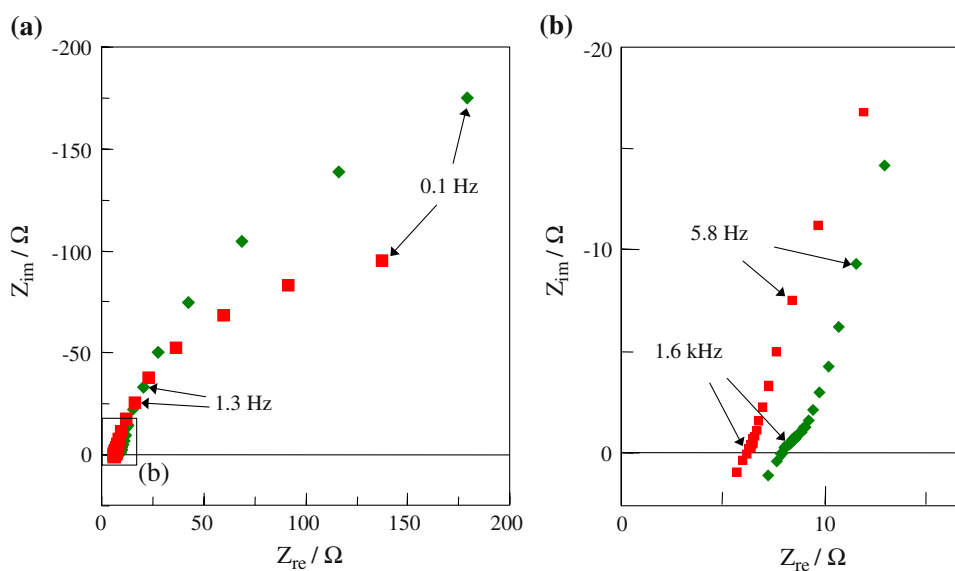 (a)
-200
-150
-100
-50
0
Z_im / Ω
0.1 Hz
1.3 Hz
(b)
0 50 100 150 200
Z_re / Ω
(b)
-20
-10
0
Z_im / Ω
5.8 Hz
1.6 kHz
0 10
Z_re / Ω